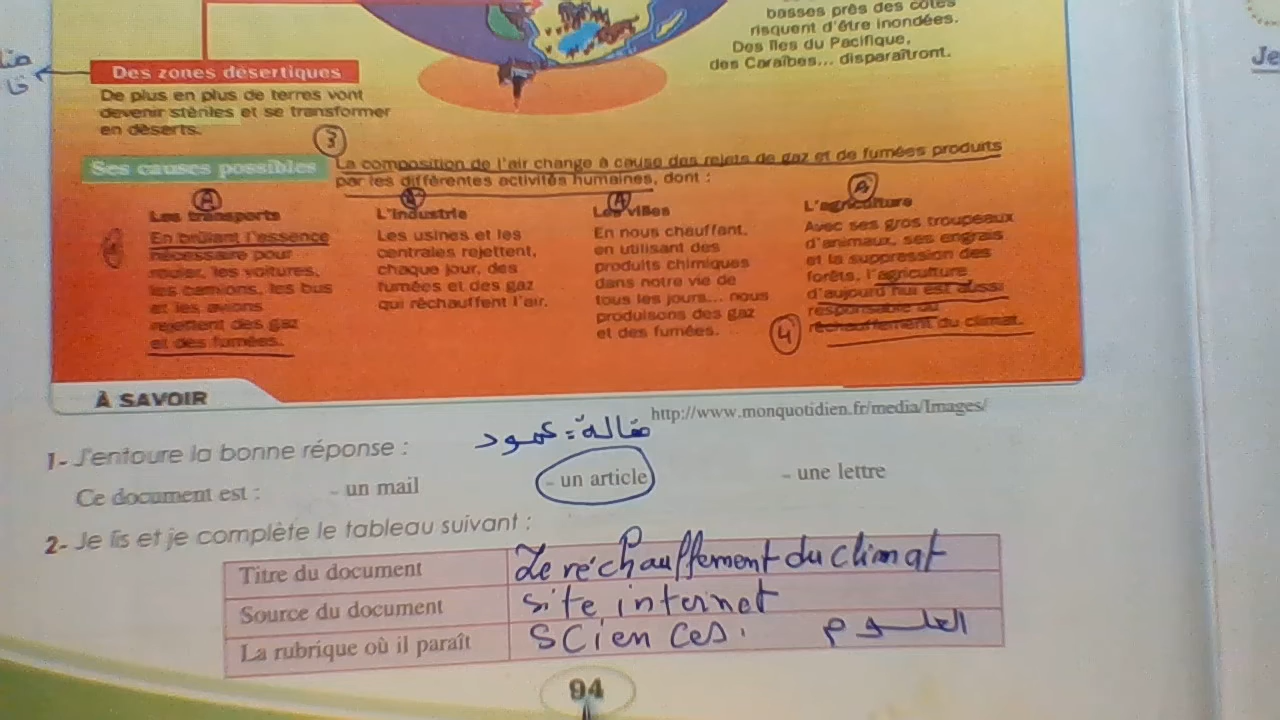 basses près des côtes
risquent d'être inondées.
Des îles du Pacifique,
des Caraïbes... disparaîtront.
Je
Des zones désertiques
De plus en plus de terres vont
devenir stériles et se transformer
en déserts.
3
Ses causes possibles
La composition de l'air change à cause des rejets de gaz et de fumées produits
par les différentes activités humaines, dont :
Les transports
En brûlant l'essence
nécessaire pour
rouler, les voitures,
les camions, les bus
et les avions
rejettent des gaz
et des fumées.
L'industrie
Les usines et les
centrales rejettent,
chaque jour, des
fumées et des gaz
qui réchauffent l'air.
A
Les villes
En nous chauffant,
en utilisant des
produits chimiques
dans notre vie de
tous les jours... nous
produisons des gaz
et des fumées.
A
L'agriculture
Avec ses gros troupeaux
d'animaux, ses engrais
et la suppression des
forêts, l'agriculture
d'aujourd'hui est aussi
responsable du
réchauffement du climat.
4
À SAVOIR
http://www.monquotidien.fr/media/Images/
مقالة = عمود
1- J'entoure la bonne réponse :
Ce document est : - un mail - un article - une lettre
2- Je lis et je complète le tableau suivant :
Titre du document Le réchauffement du climat
Source du document site internet
La rubrique où il paraît Sciences. العلوم
94